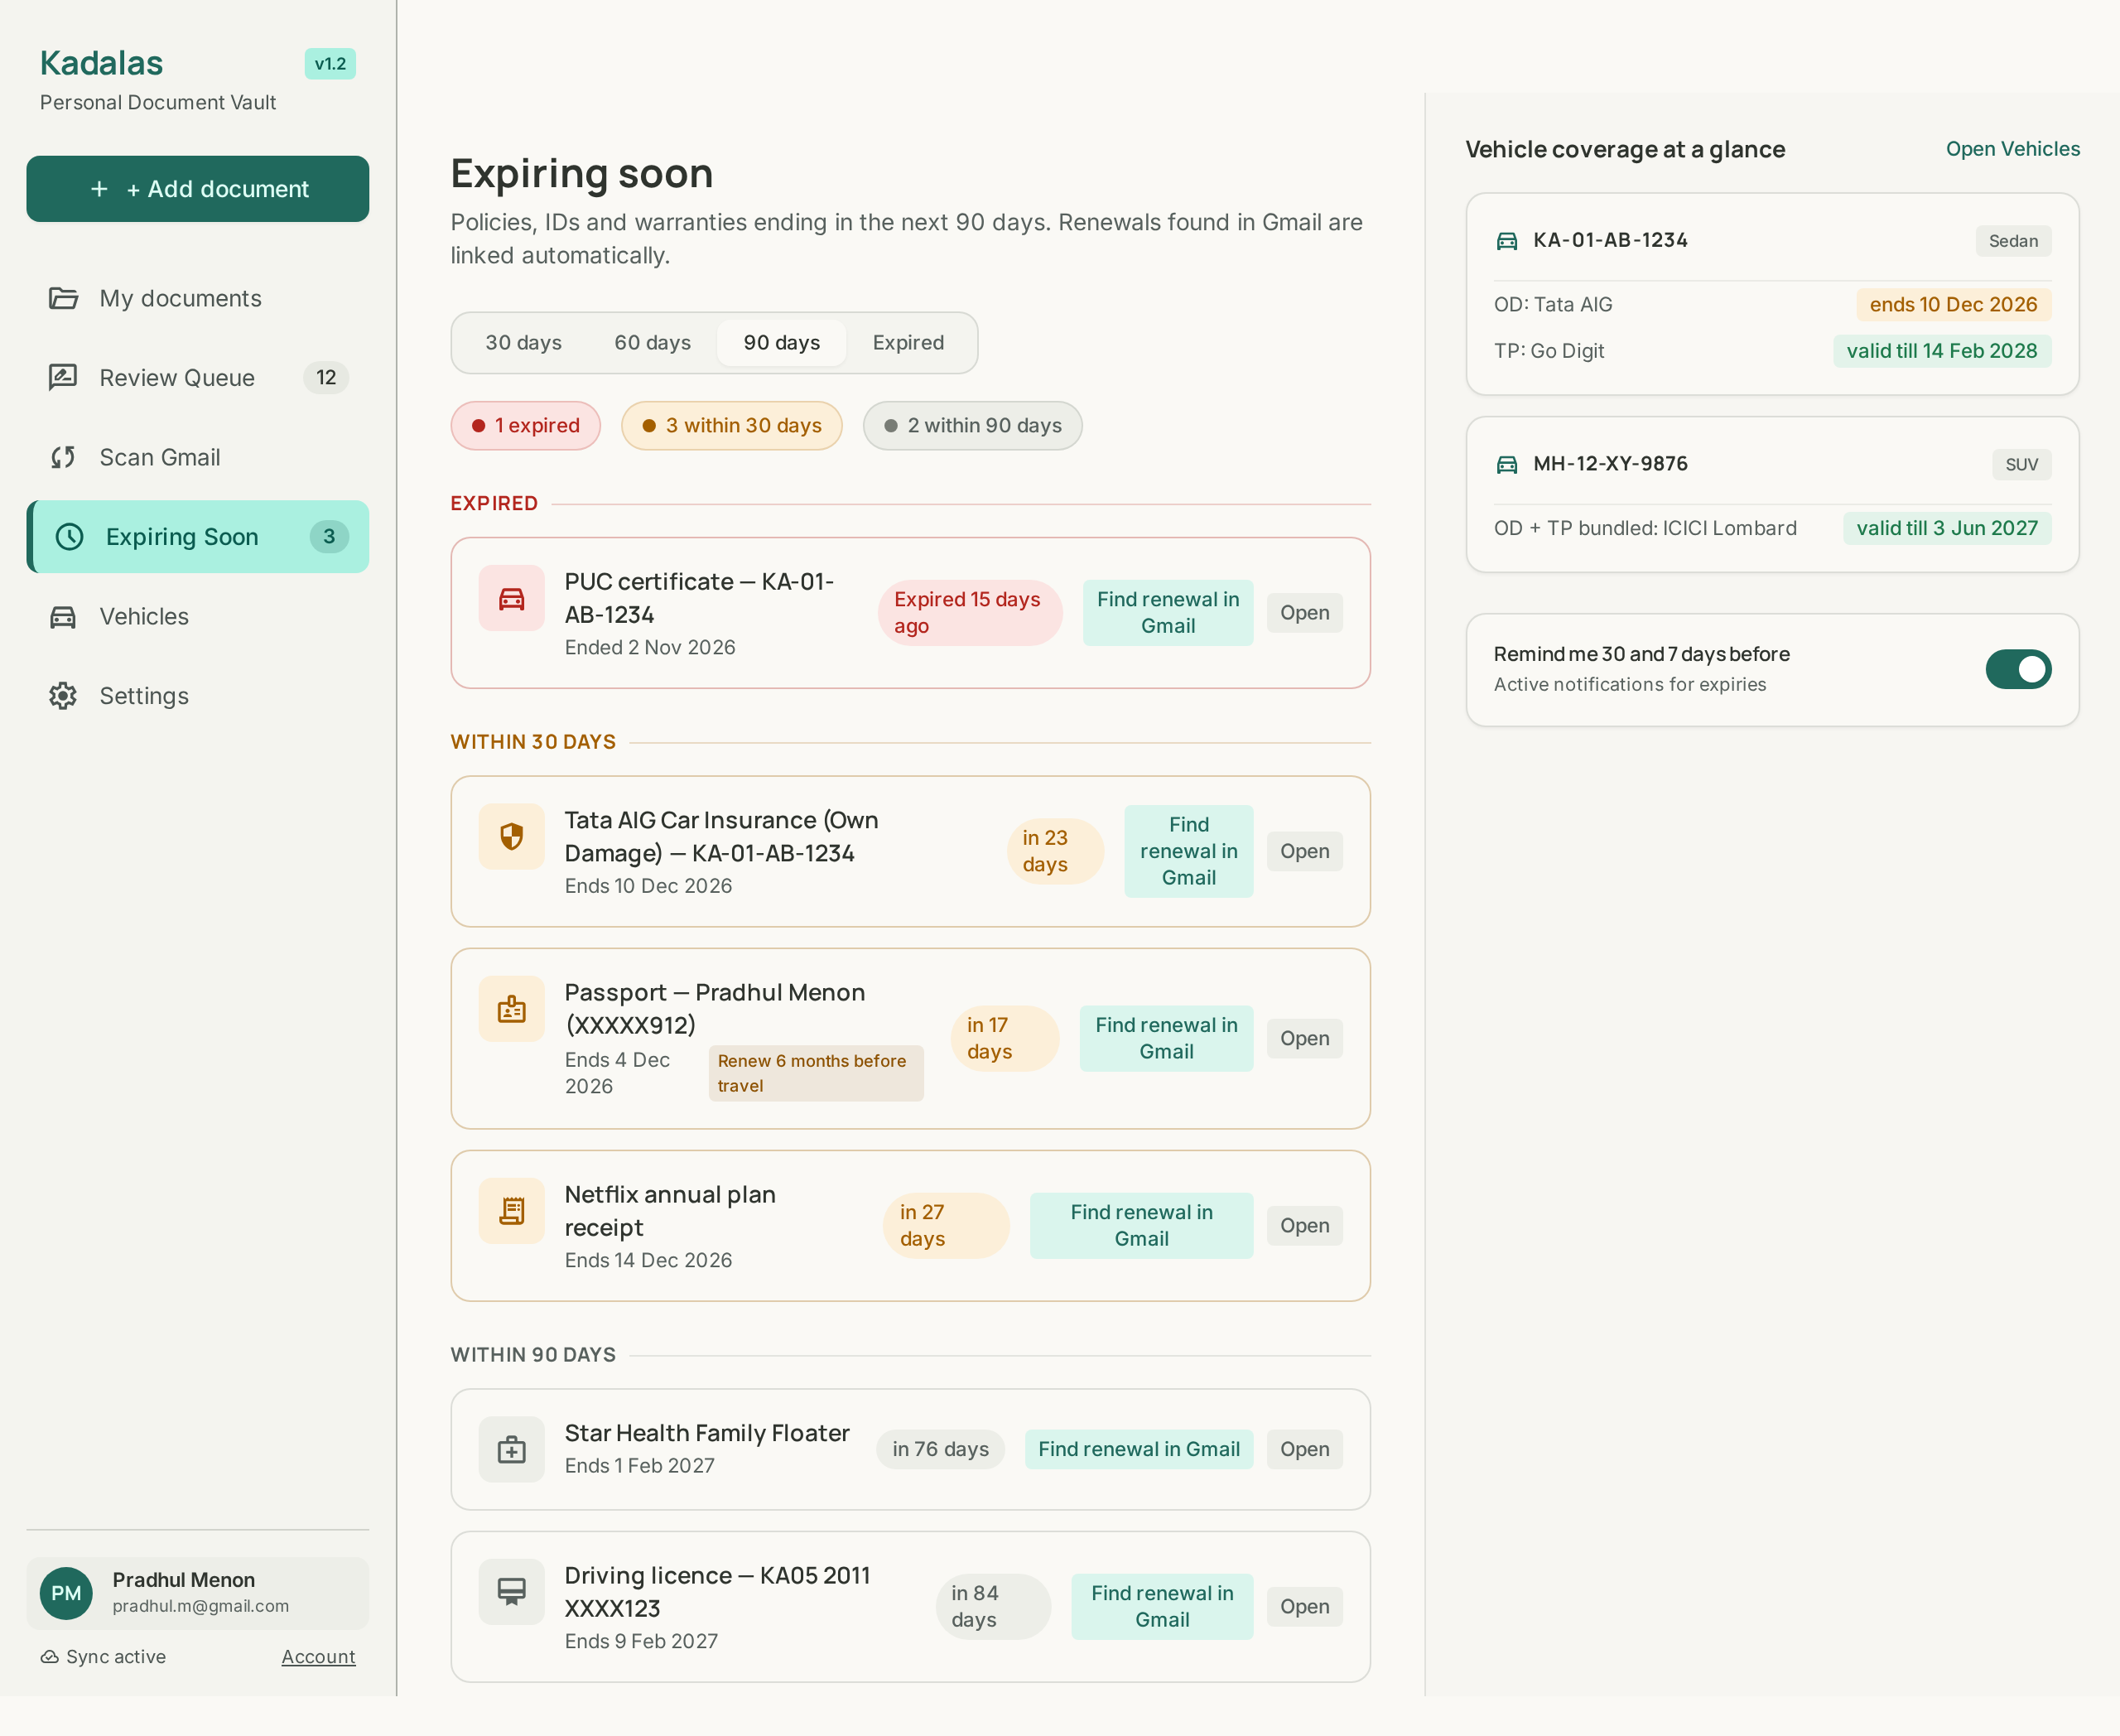 Kadalas
v1.2
Personal Document Vault
+ + Add document
My documents
Review Queue
12
Scan Gmail
Expiring Soon
3
Vehicles
Settings
PM
Pradhul Menon
pradhul.m@gmail.com
Sync active
Account
Expiring soon
Policies, IDs and warranties ending in the next 90 days. Renewals found in Gmail are
linked automatically.
30 days
60 days
90 days
Expired
1 expired
3 within 30 days
2 within 90 days
EXPIRED
PUC certificate — KA-01-
AB-1234
Ended 2 Nov 2026
Expired 15 days
ago
Find renewal in
Gmail
Open
WITHIN 30 DAYS
Tata AIG Car Insurance (Own
Damage) — KA-01-AB-1234
Ends 10 Dec 2026
in 23
days
Find
renewal in
Gmail
Open
Passport — Pradhul Menon
(XXXXX912)
Ends 4 Dec
2026
Renew 6 months before
travel
in 17
days
Find renewal in
Gmail
Open
Netflix annual plan
receipt
Ends 14 Dec 2026
in 27
days
Find renewal in
Gmail
Open
WITHIN 90 DAYS
Star Health Family Floater
Ends 1 Feb 2027
in 76 days
Find renewal in Gmail
Open
Driving licence — KA05 2011
XXXX123
Ends 9 Feb 2027
in 84
days
Find renewal in
Gmail
Open
Vehicle coverage at a glance
Open Vehicles
KA-01-AB-1234
Sedan
OD: Tata AIG
ends 10 Dec 2026
TP: Go Digit
valid till 14 Feb 2028
MH-12-XY-9876
SUV
OD + TP bundled: ICICI Lombard
valid till 3 Jun 2027
Remind me 30 and 7 days before
Active notifications for expiries